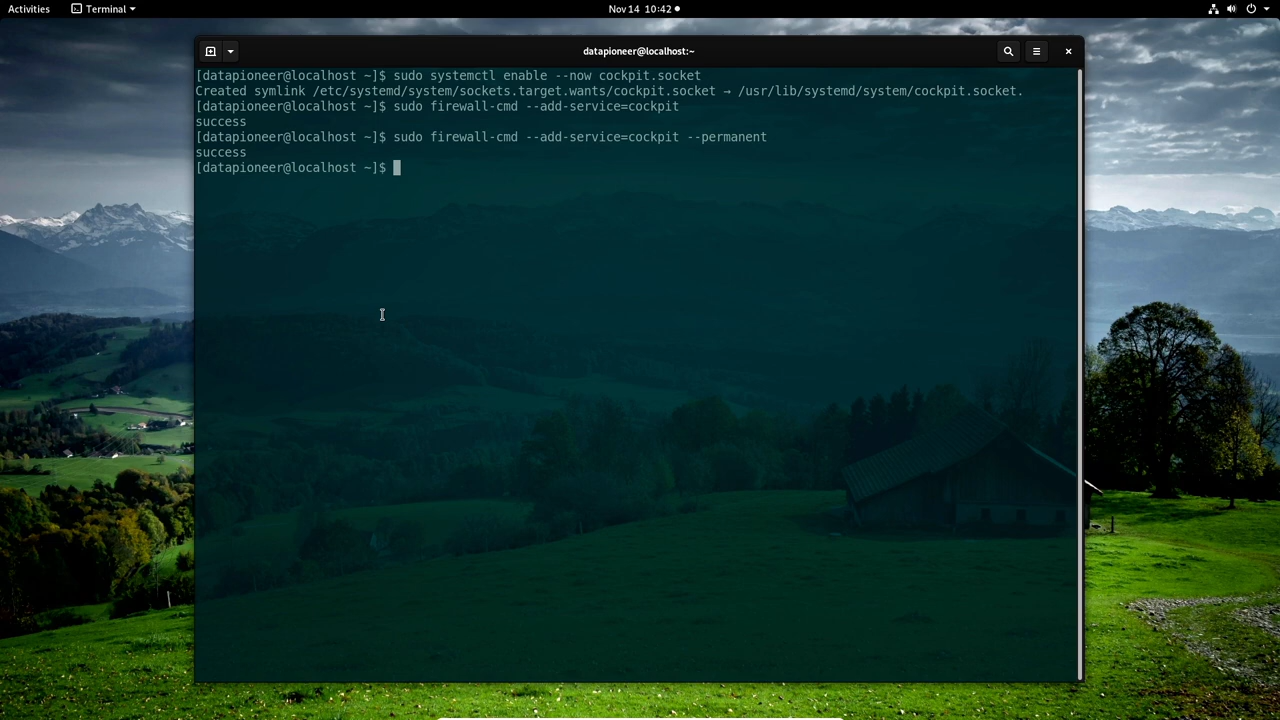 Activities
Terminal
Nov 14 10:42
datapioneer@localhost:~
[datapioneer@localhost ~]$ sudo systemctl enable --now cockpit.socket
Created symlink /etc/systemd/system/sockets.target.wants/cockpit.socket → /usr/lib/systemd/system/cockpit.socket.
[datapioneer@localhost ~]$ sudo firewall-cmd --add-service=cockpit
success
[datapioneer@localhost ~]$ sudo firewall-cmd --add-service=cockpit --permanent
success
[datapioneer@localhost ~]$